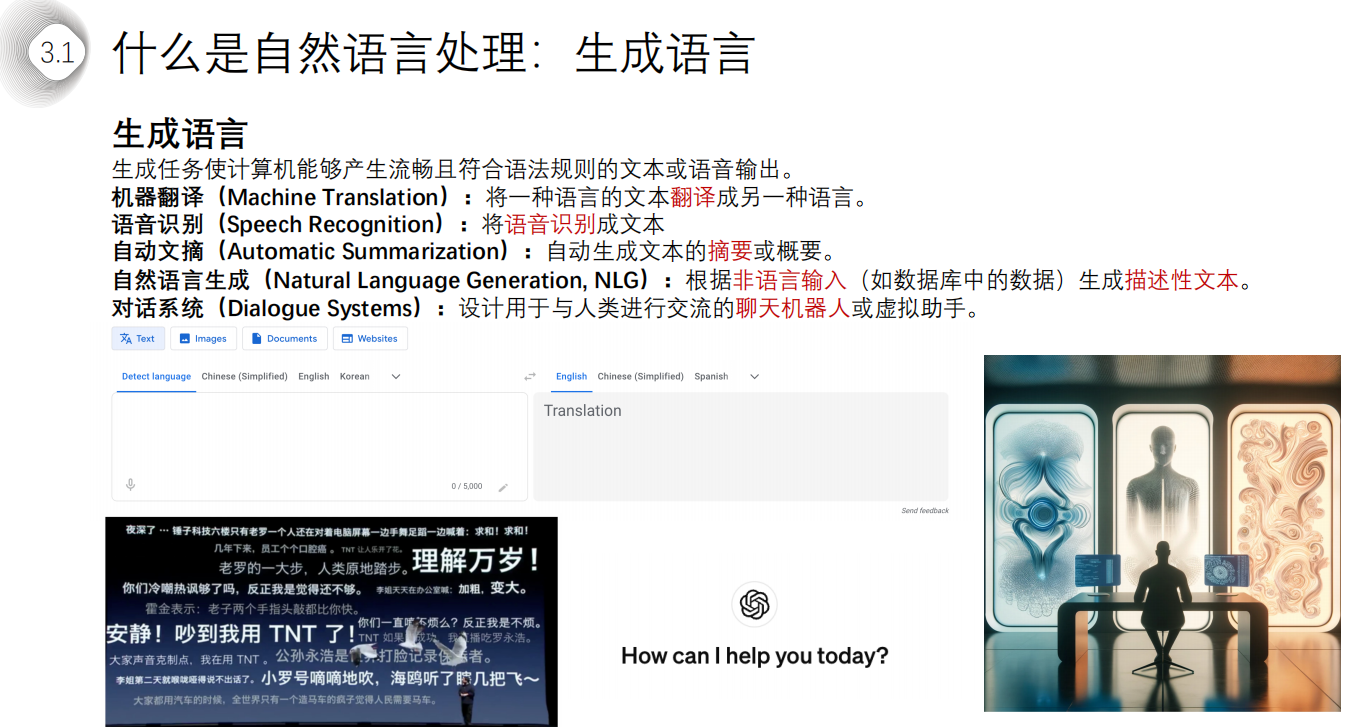 3.1
什么是自然语言处理：生成语言
生成语言
生成任务使计算机能够产生流畅且符合语法规则的文本或语音输出。
机器翻译（Machine Translation）：将一种语言的文本翻译成另一种语言。
语音识别（Speech Recognition）：将语音识别成文本
自动文摘（Automatic Summarization）：自动生成文本的摘要或概要。
自然语言生成（Natural Language Generation, NLG）：根据非语言输入（如数据库中的数据）生成描述性文本。
对话系统（Dialogue Systems）：设计用于与人类进行交流的聊天机器人或虚拟助手。
Text Images Documents Websites
Detect language Chinese (Simplified) English Korean
English Chinese (Simplified) Spanish
Translation
0 / 5,000
Send feedback
夜深了 … 锤子科技六楼只有老罗一个人还在对着电脑屏幕一边手舞足蹈一边喊着：求和！求和！
几年下来，员工个个口腔癌 。 TNT 让人乐开了花。 理解万岁！
老罗的一大步，人类原地踏步。
你们冷嘲热讽够了吗，反正我是觉得还不够。 李姐天天在办公室喊：加粗，变大。
霍金表示：老子两个手指头敲都比你快。
你们一直 不烦么？反正我是不烦。
安静！吵到我用 TNT 了！
TNT 如果 成功，我 播吃罗永浩。
大家声音克制点，我在用 TNT 。 公孙永浩是 打脸记录保 者。
李姐第二天就喉咙哑得说不出话了。 小罗号嘀嘀地吹，海鸥听了 几把飞～
大家都用汽车的时候，全世界只有一个造马车的疯子觉得人民需要马车。
How can I help you today?